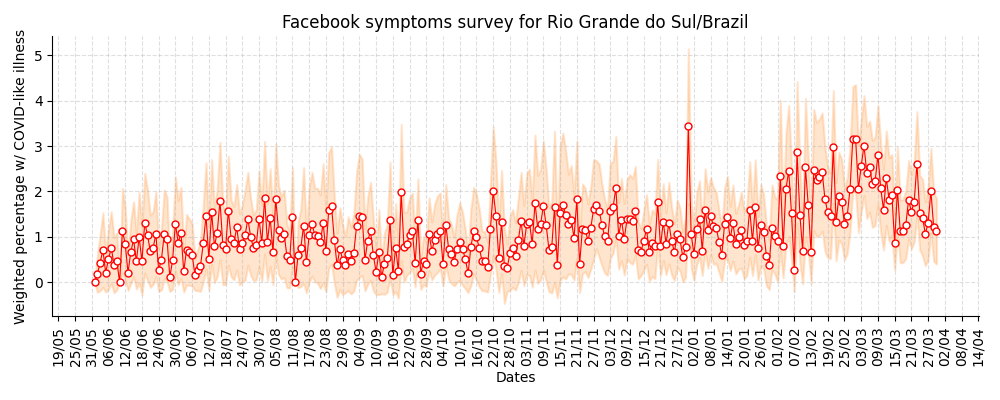 Facebook symptoms survey for Rio Grande do Sul/Brazil
Weighted percentage w/ COVID-like illness
5
4
3
2
1
0
19/05 25/05 31/05 06/06 12/06 18/06 24/06 30/06 06/07 12/07 18/07 24/07 30/07 05/08 11/08 17/08 23/08 29/08 04/09 10/09 16/09 22/09 28/09 04/10 10/10 16/10 22/10 28/10 03/11 09/11 15/11 21/11 27/11 03/12 09/12 15/12 21/12 27/12 02/01 08/01 14/01 20/01 26/01 01/02 07/02 13/02 19/02 25/02 03/03 09/03 15/03 21/03 27/03 02/04 08/04 14/04
Dates